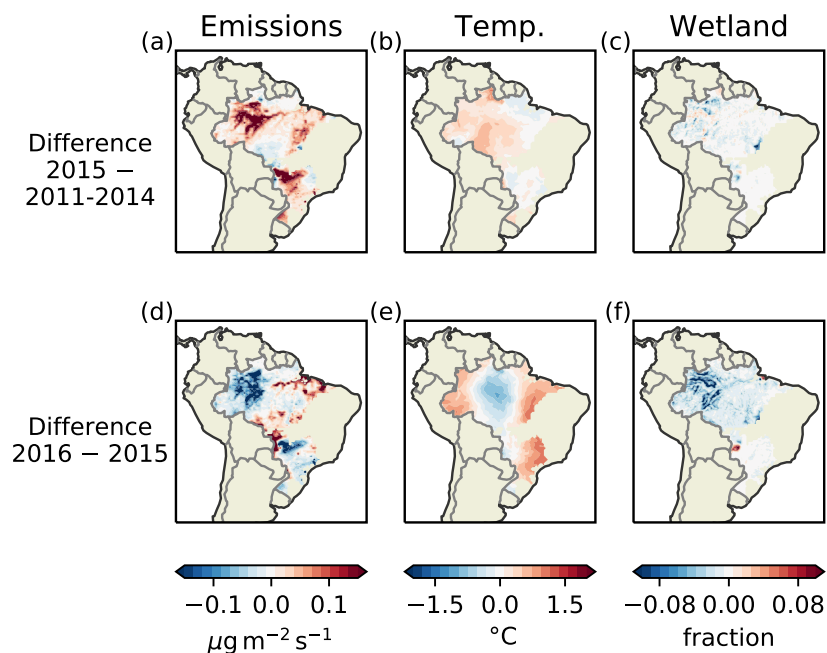 Emissions Temp. Wetland
(a) (b) (c)
Difference
2015 −
2011-2014
(d) (e) (f)
Difference
2016 − 2015
−0.1 0.0 0.1 −1.5 0.0 1.5 −0.08 0.00 0.08
μg m⁻² s⁻¹ °C fraction